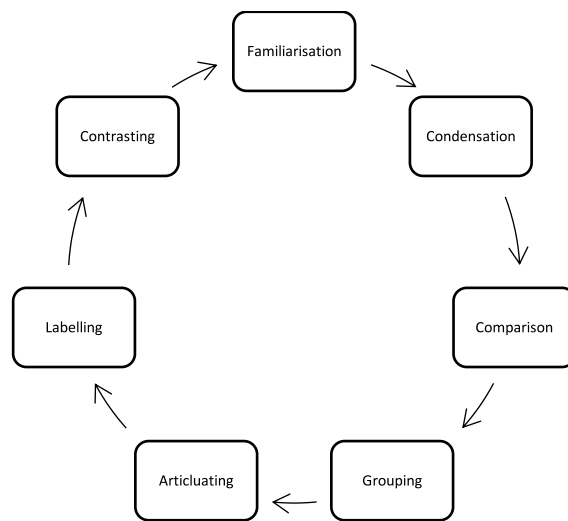 Familiarisation
Condensation
Comparison
Grouping
Articluating
Labelling
Contrasting